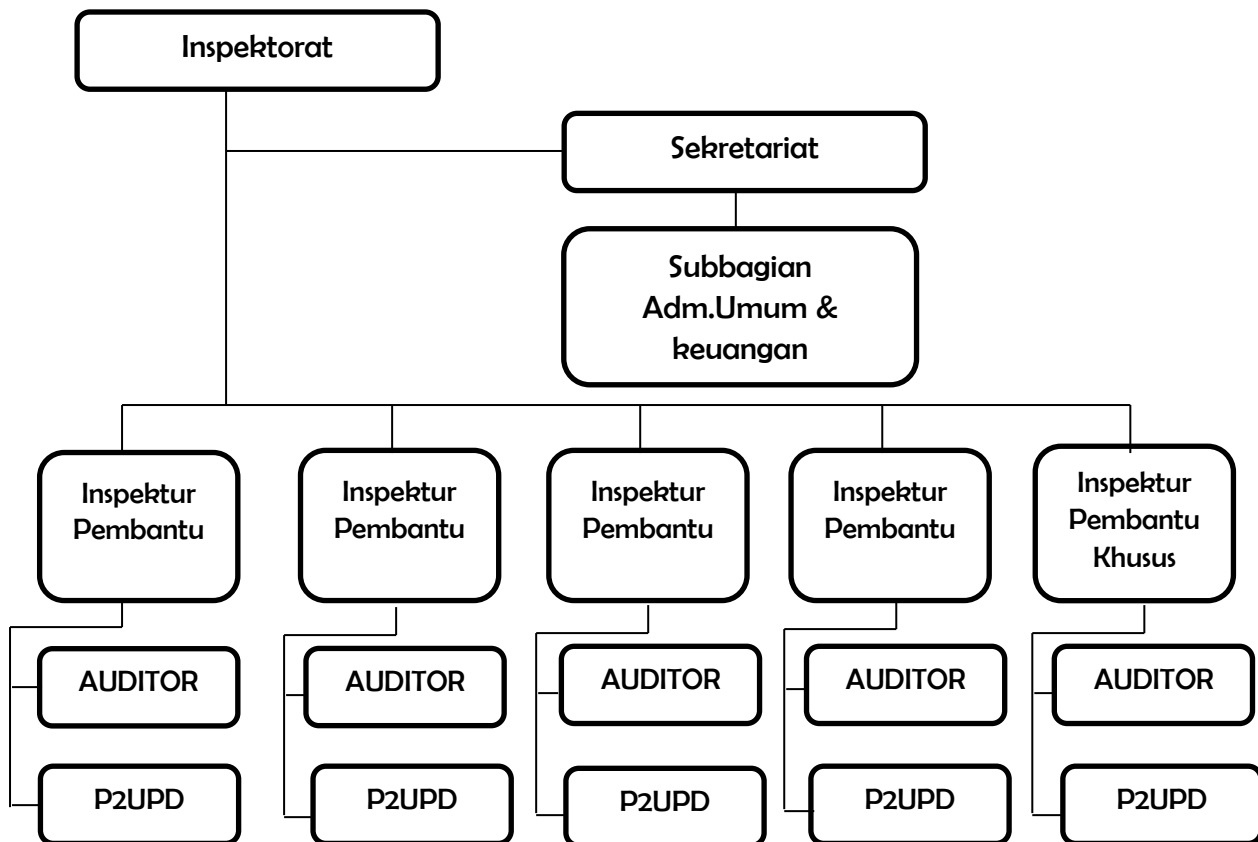 Inspektorat
Sekretariat
Subbagian
Adm.Umum &
keuangan
Inspektur
Pembantu
Inspektur
Pembantu
Inspektur
Pembantu
Inspektur
Pembantu
Inspektur
Pembantu
Khusus
AUDITOR
AUDITOR
AUDITOR
AUDITOR
AUDITOR
P2UPD
P2UPD
P2UPD
P2UPD
P2UPD